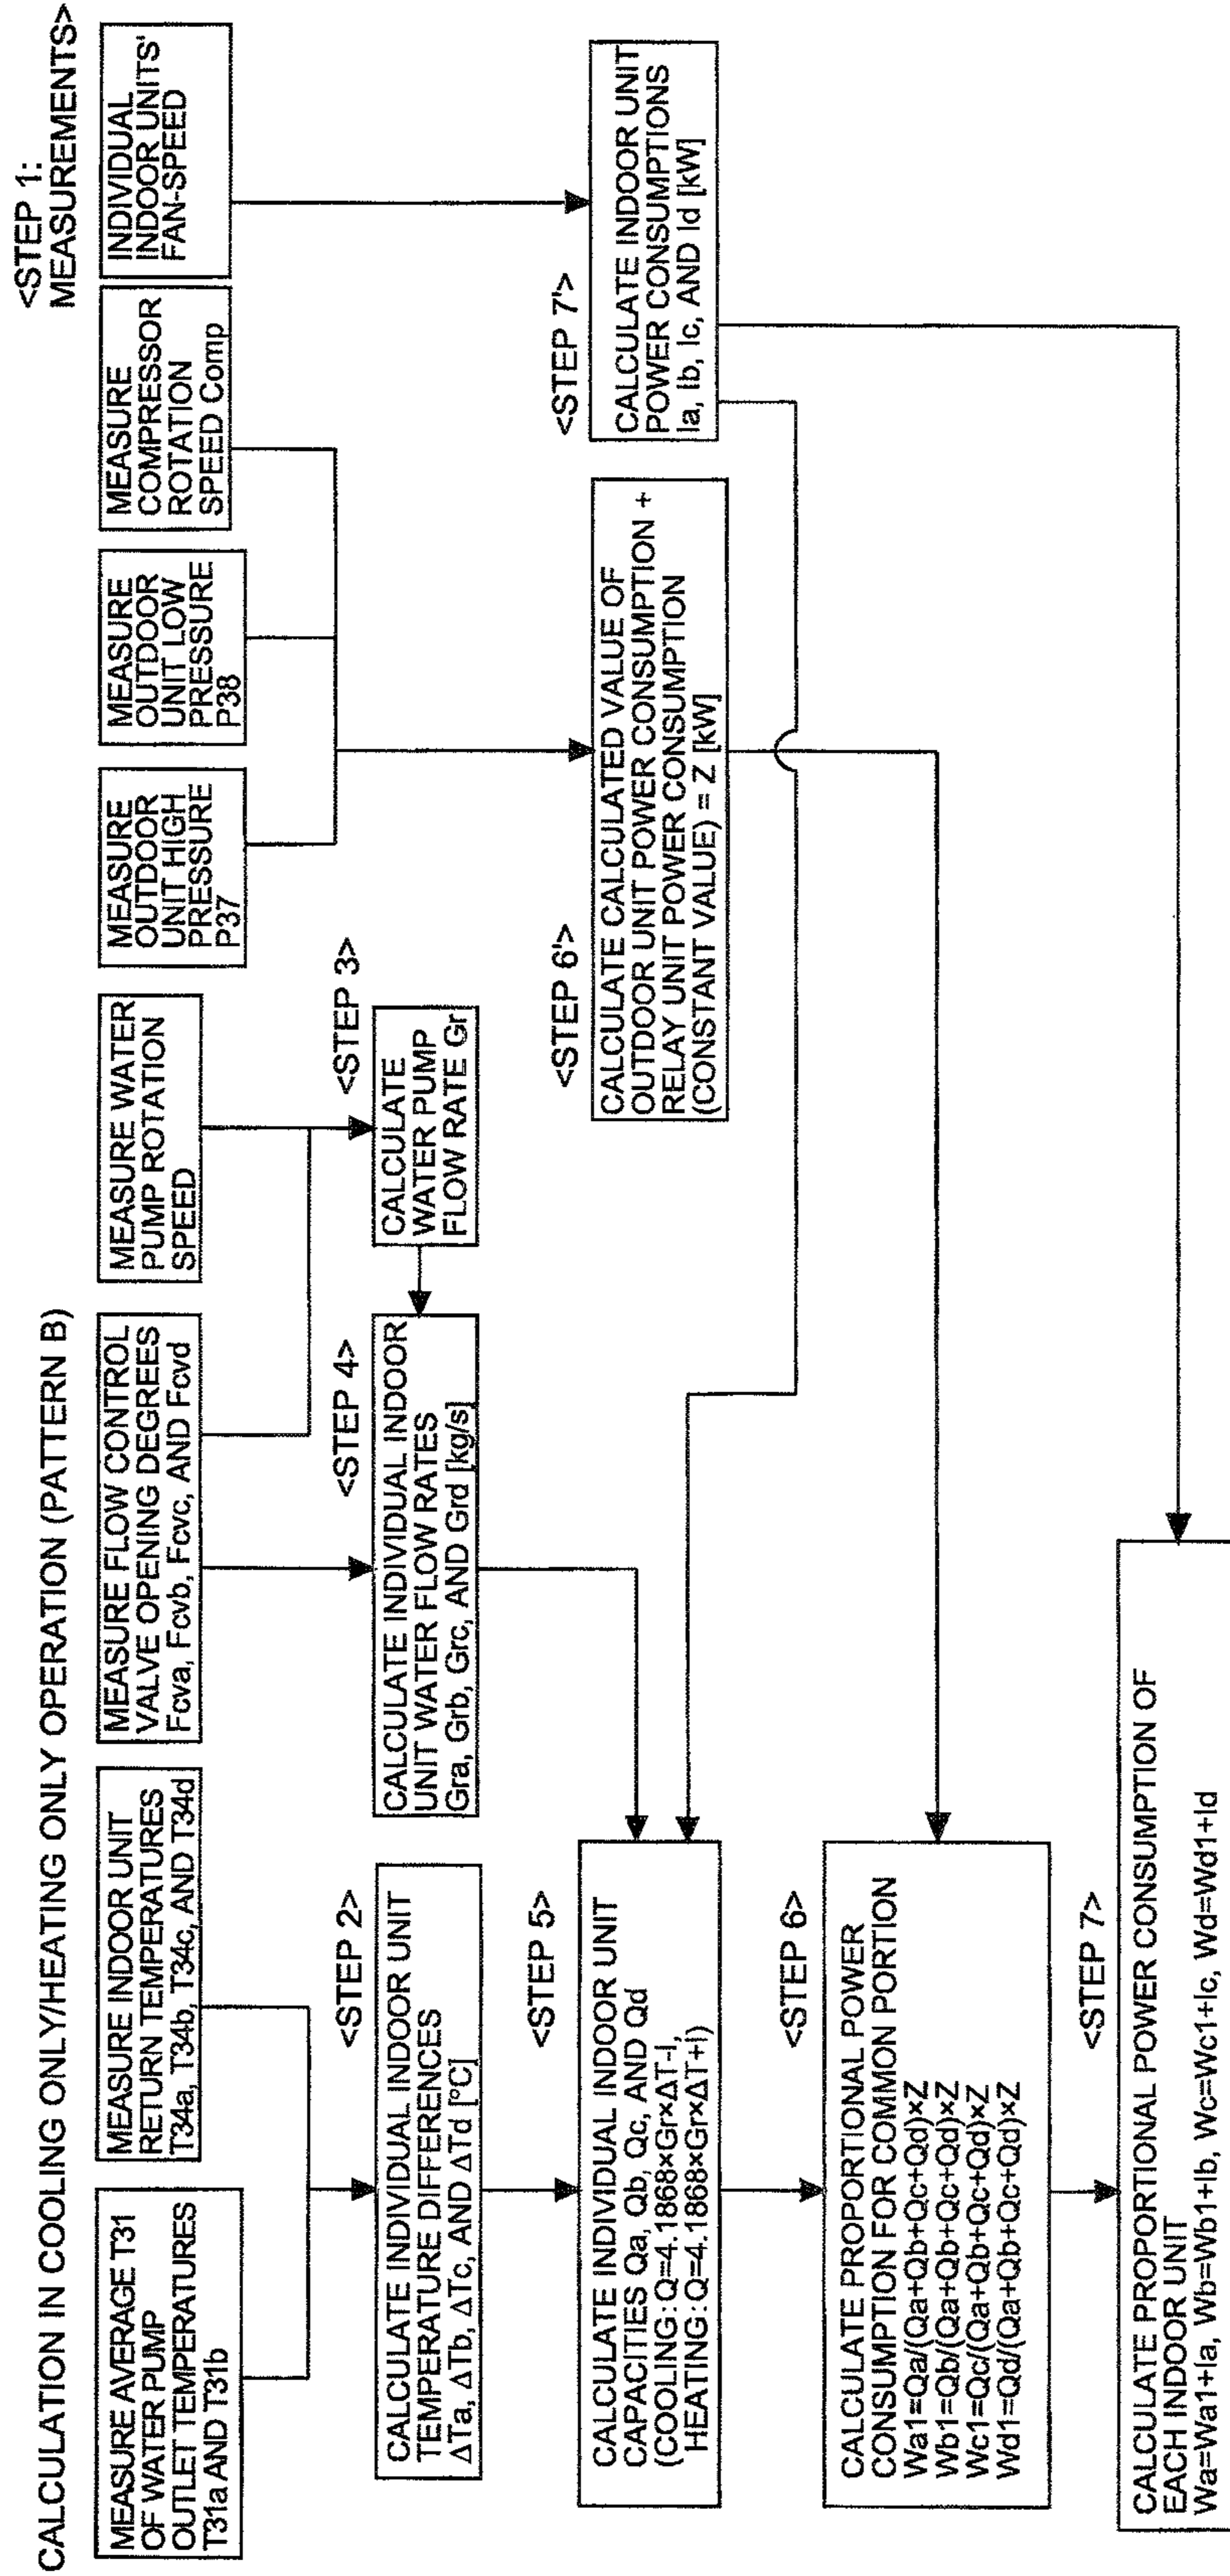 CALCULATION IN COOLING ONLY/HEATING ONLY OPERATION (PATTERN B)
<STEP 1:
MEASUREMENTS>
MEASURE AVERAGE T31
OF WATER PUMP
OUTLET TEMPERATURES
T31a AND T31b
MEASURE INDOOR UNIT
RETURN TEMPERATURES
T34a, T34b, T34c, AND T34d
MEASURE FLOW CONTROL
VALVE OPENING DEGREES
Fcva, Fcvb, Fcvc, AND Fcvd
MEASURE WATER
PUMP ROTATION
SPEED
MEASURE
OUTDOOR
UNIT HIGH
PRESSURE
P37
MEASURE
OUTDOOR
UNIT LOW
PRESSURE
P38
MEASURE
COMPRESSOR
ROTATION
SPEED Comp
INDIVIDUAL
INDOOR UNITS'
FAN-SPEED
<STEP 2>
CALCULATE INDIVIDUAL INDOOR UNIT
TEMPERATURE DIFFERENCES
ΔTa, ΔTb, ΔTc, AND ΔTd [°C]
<STEP 4>
CALCULATE INDIVIDUAL INDOOR
UNIT WATER FLOW RATES
Gra, Grb, Grc, AND Grd [kg/s]
<STEP 3>
CALCULATE
WATER PUMP
FLOW RATE Gr
<STEP 5>
CALCULATE INDIVIDUAL INDOOR UNIT
CAPACITIES Qa, Qb, Qc, AND Qd
(COOLING: Q=4.1868×Gr×ΔT-I,
HEATING: Q=4.1868×Gr×ΔT+I)
<STEP 6'>
CALCULATE CALCULATED VALUE OF
OUTDOOR UNIT POWER CONSUMPTION +
RELAY UNIT POWER CONSUMPTION
(CONSTANT VALUE) = Z [kW]
<STEP 7'>
CALCULATE INDOOR UNIT
POWER CONSUMPTIONS
Ia, Ib, Ic, AND Id [kW]
<STEP 6>
CALCULATE PROPORTIONAL POWER
CONSUMPTION FOR COMMON PORTION
Wa1=Qa/(Qa+Qb+Qc+Qd)×Z
Wb1=Qb/(Qa+Qb+Qc+Qd)×Z
Wc1=Qc/(Qa+Qb+Qc+Qd)×Z
Wd1=Qd/(Qa+Qb+Qc+Qd)×Z
<STEP 7>
CALCULATE PROPORTIONAL POWER CONSUMPTION OF
EACH INDOOR UNIT
Wa=Wa1+Ia, Wb=Wb1+Ib, Wc=Wc1+Ic, Wd=Wd1+Id